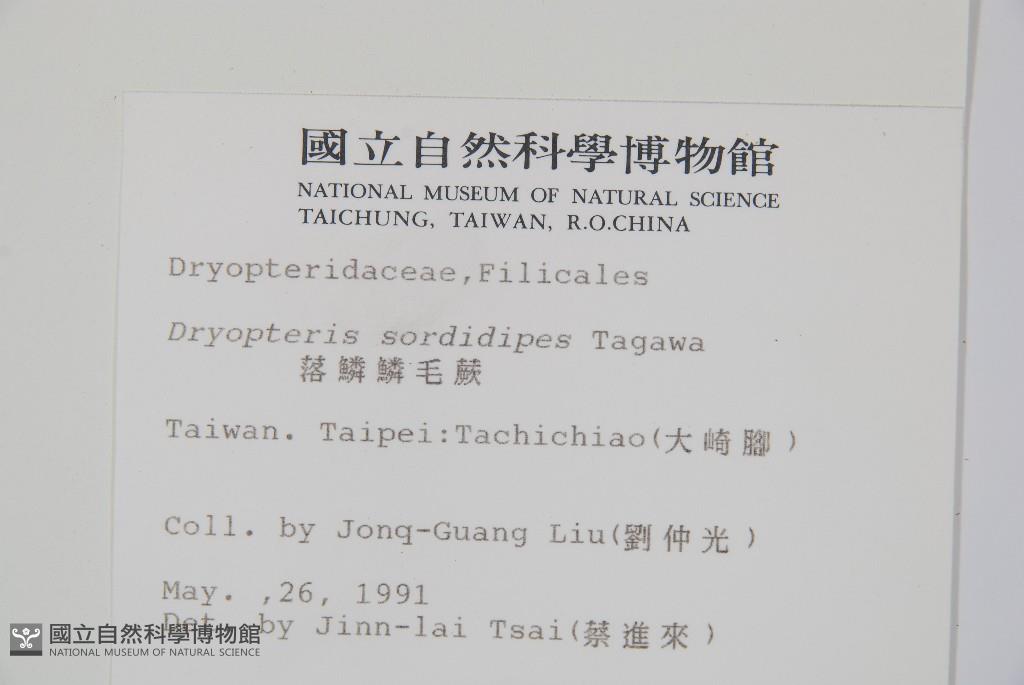 國立自然科學博物館
NATIONAL MUSEUM OF NATURAL SCIENCE
TAICHUNG, TAIWAN, R.O.CHINA
Dryopteridaceae,Filicales
Dryopteris sordidipes Tagawa
落鱗鱗毛蕨
Taiwan. Taipei:Tachichiao(大崎腳)
Coll. by Jonq-Guang Liu(劉仲光)
May. ,26, 1991
Det. by Jinn-lai Tsai(蔡進來)
國立自然科學博物館
NATIONAL MUSEUM OF NATURAL SCIENCE